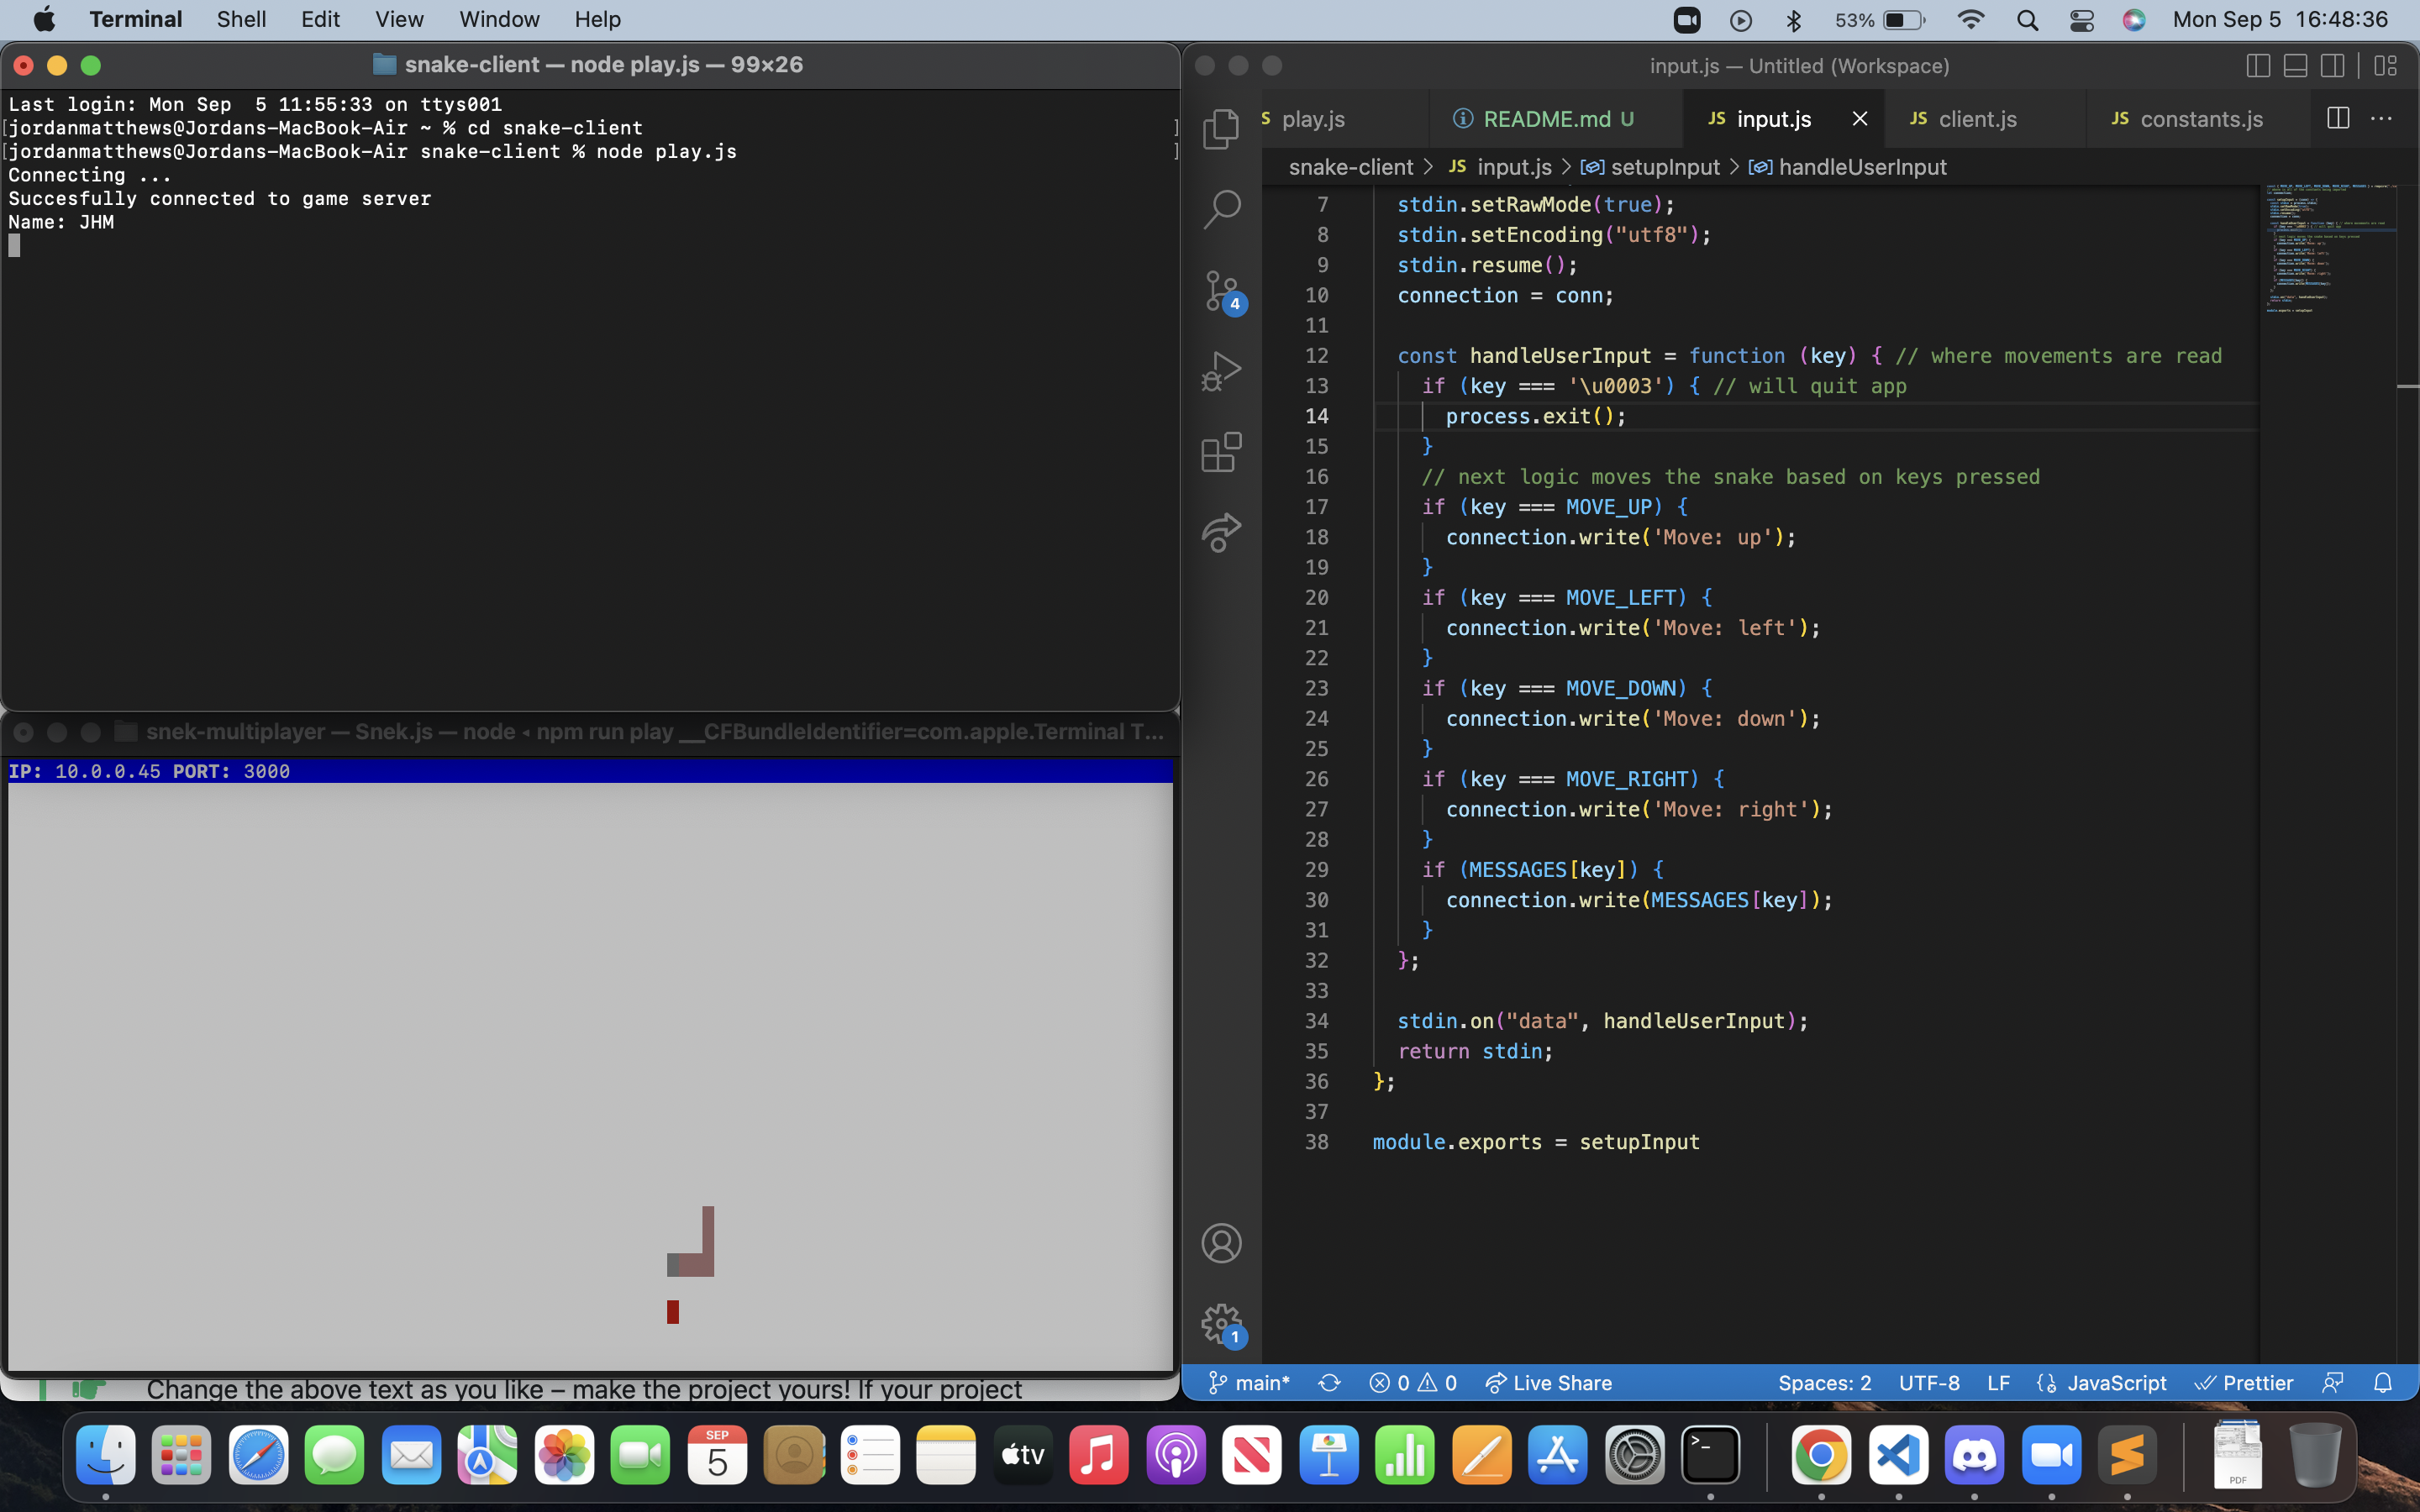 Terminal Shell Edit View Window Help 53% Mon Sep 5 16:48:36
snake-client — node play.js — 99×26
Last login: Mon Sep  5 11:55:33 on ttys001
[jordanmatthews@Jordans-MacBook-Air ~ % cd snake-client ]
[jordanmatthews@Jordans-MacBook-Air snake-client % node play.js ]
Connecting ...
Succesfully connected to game server
Name: JHM
snek-multiplayer — Snek.js — node ◂ npm run play __CFBundleIdentifier=com.apple.Terminal T...
IP: 10.0.0.45 PORT: 3000
Change the above text as you like – make the project yours! If your project
input.js — Untitled (Workspace)
S play.js README.md U JS input.js JS client.js JS constants.js
snake-client > JS input.js > setupInput > handleUserInput
4
7 stdin.setRawMode(true);
8 stdin.setEncoding("utf8");
9 stdin.resume();
10 connection = conn;
11
12 const handleUserInput = function (key) { // where movements are read
13 if (key === '\u0003') { // will quit app
14 process.exit();
15 }
16 // next logic moves the snake based on keys pressed
17 if (key === MOVE_UP) {
18 connection.write('Move: up');
19 }
20 if (key === MOVE_LEFT) {
21 connection.write('Move: left');
22 }
23 if (key === MOVE_DOWN) {
24 connection.write('Move: down');
25 }
26 if (key === MOVE_RIGHT) {
27 connection.write('Move: right');
28 }
29 if (MESSAGES[key]) {
30 connection.write(MESSAGES[key]);
31 }
32 };
33
34 stdin.on("data", handleUserInput);
35 return stdin;
36 };
37
38 module.exports = setupInput
1
main* 0 0 Live Share Spaces: 2 UTF-8 LF JavaScript Prettier
SEP
5
tv
PDF